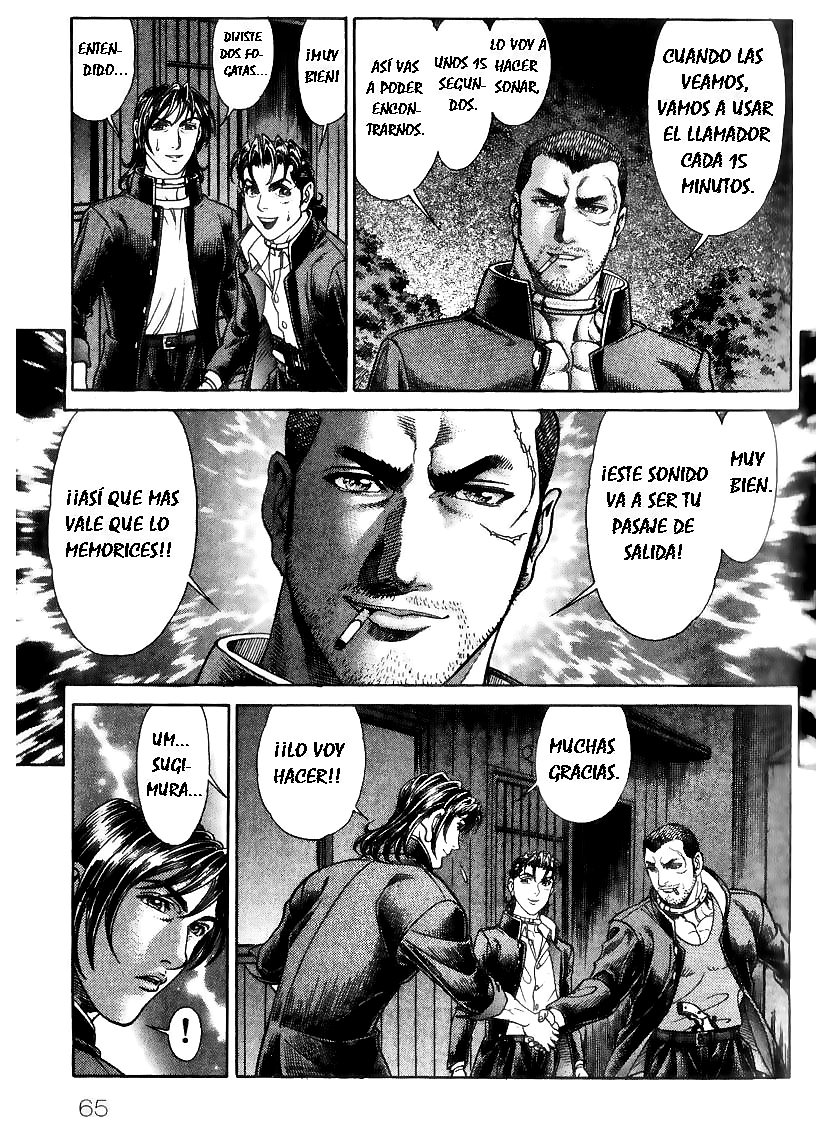 CUANDO LAS
VEAMOS,
VAMOS A USAR
EL LLAMADOR
CADA 15
MINUTOS.
LO VOY A
HACER
SONAR,
UNOS 15
SEGUN-
DOS.
ASÍ VAS
A PODER
ENCON-
TRARNOS.
¡MUY
BIEN!
DIJISTE
DOS FO-
GATAS...
ENTEN-
DIDO...
MUY
BIEN.
¡ESTE SONIDO
VA A SER TU
PASAJE DE
SALIDA!
¡¡ASÍ QUE MAS
VALE QUE LO
MEMORICES!!
MUCHAS
GRACIAS.
¡¡LO VOY
HACER!!
UM...
SUGI-
MURA...
!
65